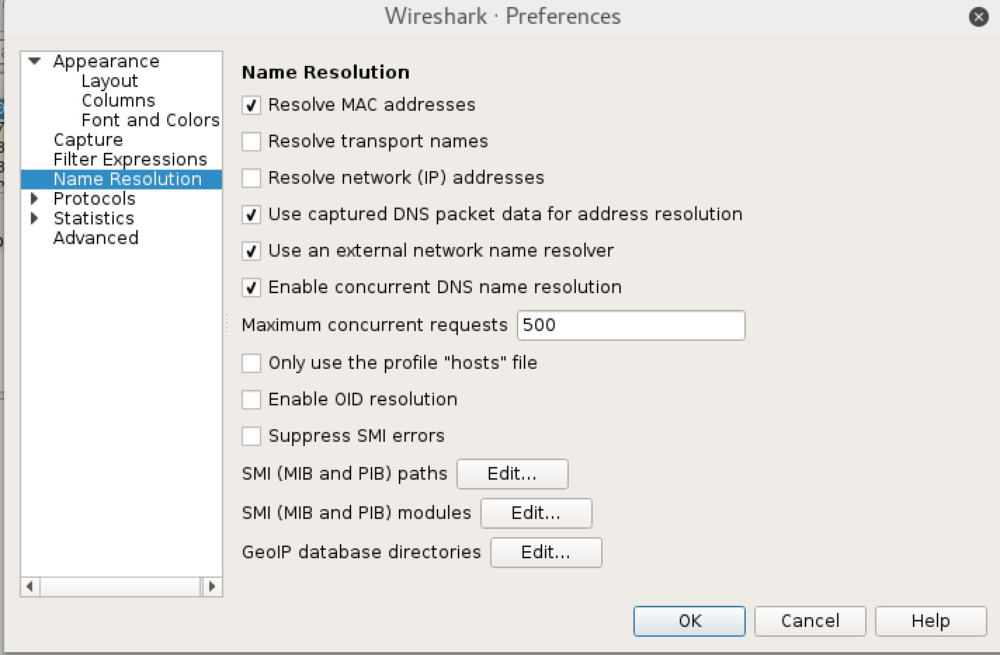 Wireshark · Preferences
Appearance
Layout
Columns
Font and Colors
Capture
Filter Expressions
Name Resolution
Protocols
Statistics
Advanced
Name Resolution
Resolve MAC addresses
Resolve transport names
Resolve network (IP) addresses
Use captured DNS packet data for address resolution
Use an external network name resolver
Enable concurrent DNS name resolution
Maximum concurrent requests 500
Only use the profile "hosts" file
Enable OID resolution
Suppress SMI errors
SMI (MIB and PIB) paths Edit...
SMI (MIB and PIB) modules Edit...
GeoIP database directories Edit...
OK Cancel Help